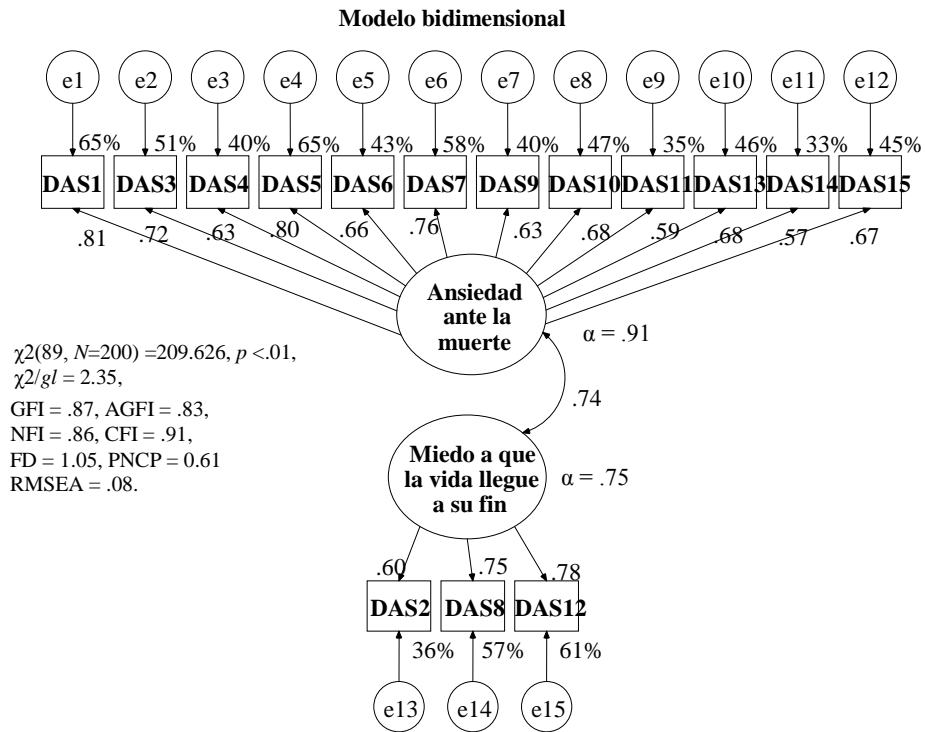 Modelo bidimensional
e1 e2 e3 e4 e5 e6 e7 e8 e9 e10 e11 e12
65% 51% 40% 65% 43% 58% 40% 47% 35% 46% 33% 45%
DAS1 DAS3 DAS4 DAS5 DAS6 DAS7 DAS9 DAS10 DAS11 DAS13 DAS14 DAS15
.81 .72 .63 .80 .66 .76 .63 .68 .59 .68 .57 .67
Ansiedad
ante la
muerte
α = .91
χ2(89, N=200) =209.626, p <.01,
χ2/gl = 2.35,
GFI = .87, AGFI = .83,
NFI = .86, CFI = .91,
FD = 1.05, PNCP = 0.61
RMSEA = .08.
.74
Miedo a que
la vida llegue
a su fin
α = .75
.60 .75 .78
DAS2 DAS8 DAS12
36% 57% 61%
e13 e14 e15